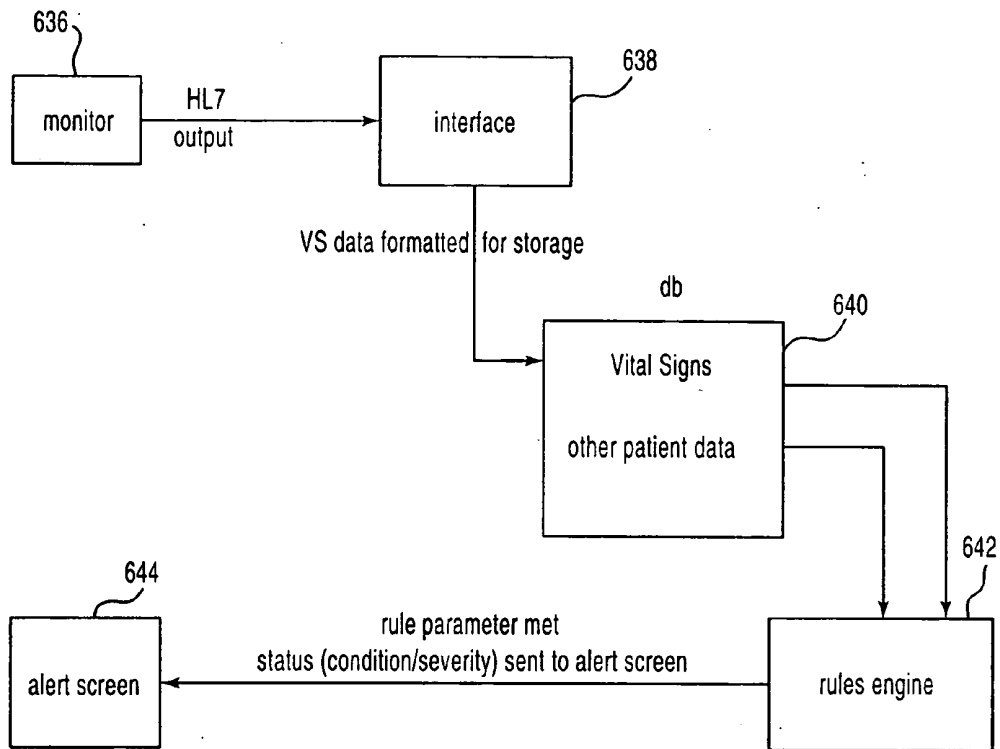 636
monitor
HL7
output
638
interface
VS data formatted for storage
db
640
Vital Signs
other patient data
642
rules engine
rule parameter met
status (condition/severity) sent to alert screen
644
alert screen